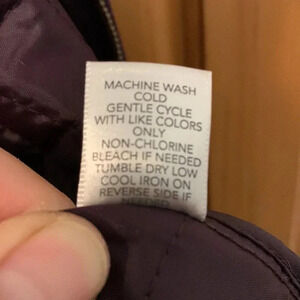 MACHINE WASH
COLD
GENTLE CYCLE
WITH LIKE COLORS
ONLY
NON-CHLORINE
BLEACH IF NEEDED
TUMBLE DRY LOW
COOL IRON ON
REVERSE SIDE IF
NEEDED